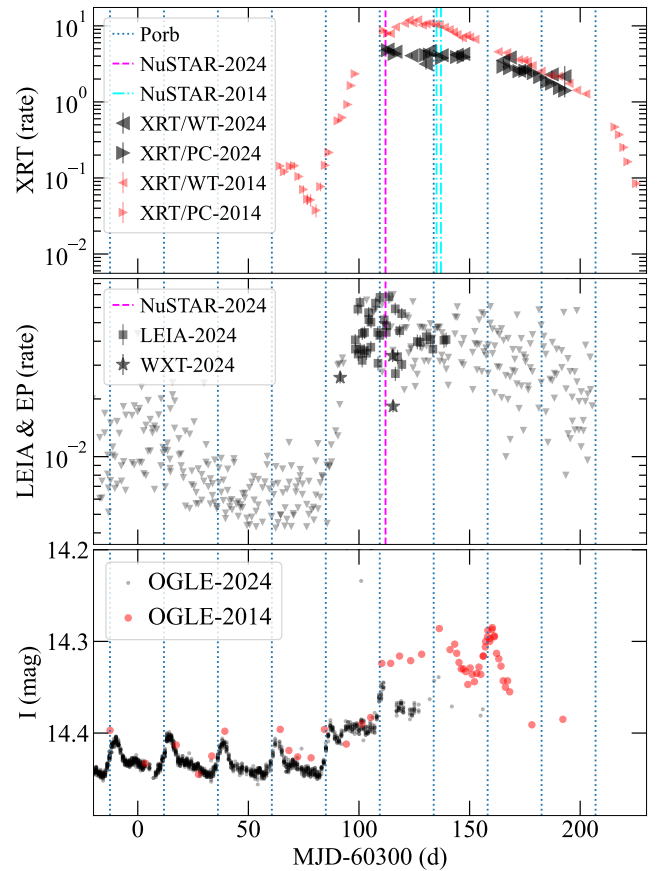 10¹
10⁰
10⁻¹
10⁻²
XRT (rate)
Porb
NuSTAR-2024
NuSTAR-2014
XRT/WT-2024
XRT/PC-2024
XRT/WT-2014
XRT/PC-2014
10⁻²
LEIA & EP (rate)
NuSTAR-2024
LEIA-2024
WXT-2024
14.2
14.3
14.4
I (mag)
OGLE-2024
OGLE-2014
0 50 100 150 200
MJD-60300 (d)